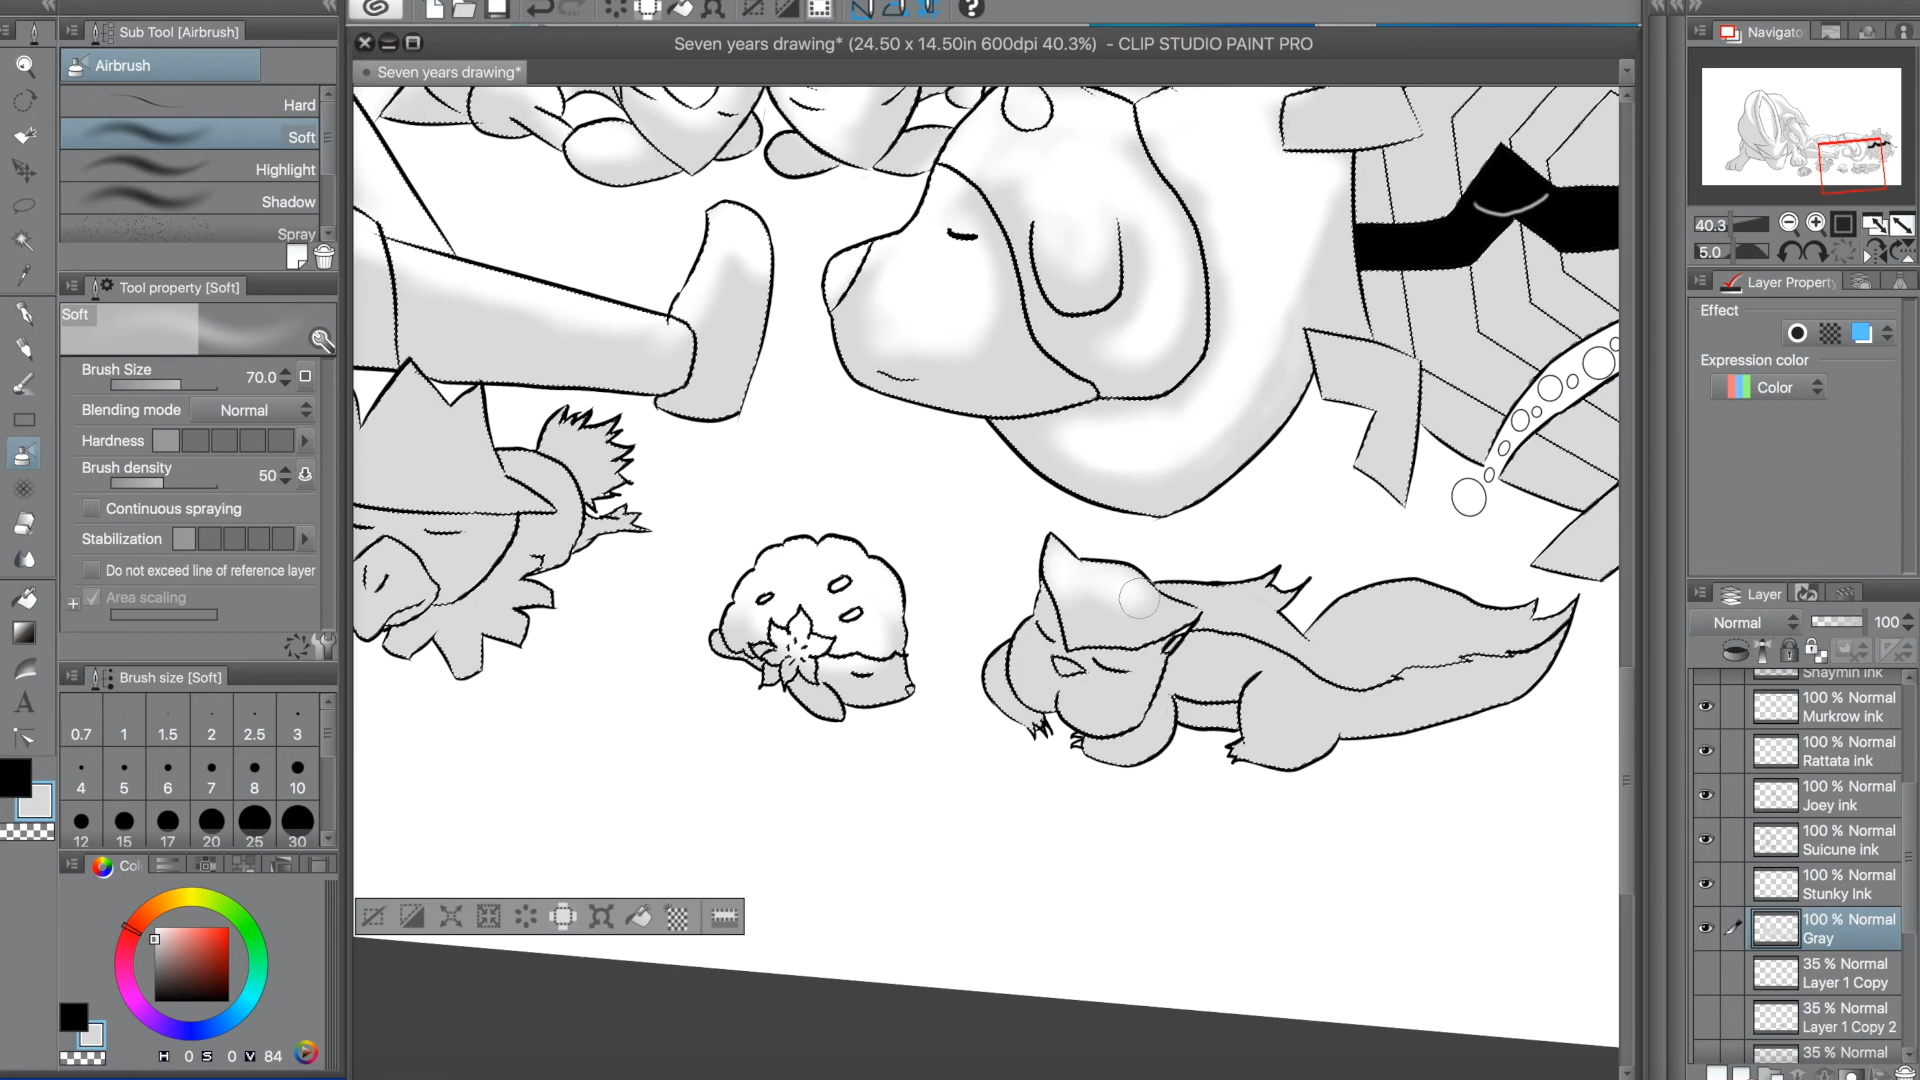 Sub Tool [Airbrush]
Airbrush
Hard
Soft
Highlight
Shadow
Spray
Tool property [Soft]
Soft
Brush Size 70.0
Blending mode Normal
Hardness
Brush density 50
Continuous spraying
Stabilization
Do not exceed line of reference layer
Area scaling
Brush size [Soft]
0.7 1 1.5 2 2.5 3
4 5 6 7 8 10
12 15 17 20 25 30
Col
H 0 S 0 V 84
Seven years drawing* (24.50 x 14.50in 600dpi 40.3%) - CLIP STUDIO PAINT PRO
Seven years drawing*
Navigato
40.3
5.0
Layer Property
Effect
Expression color
Color
Layer
Normal 100
Shaymin ink
100 % Normal
Murkrow ink
100 % Normal
Rattata ink
100 % Normal
Joey ink
100 % Normal
Suicune ink
100 % Normal
Stunky Ink
100 % Normal
Gray
35 % Normal
Layer 1 Copy
35 % Normal
Layer 1 Copy 2
35 % Normal